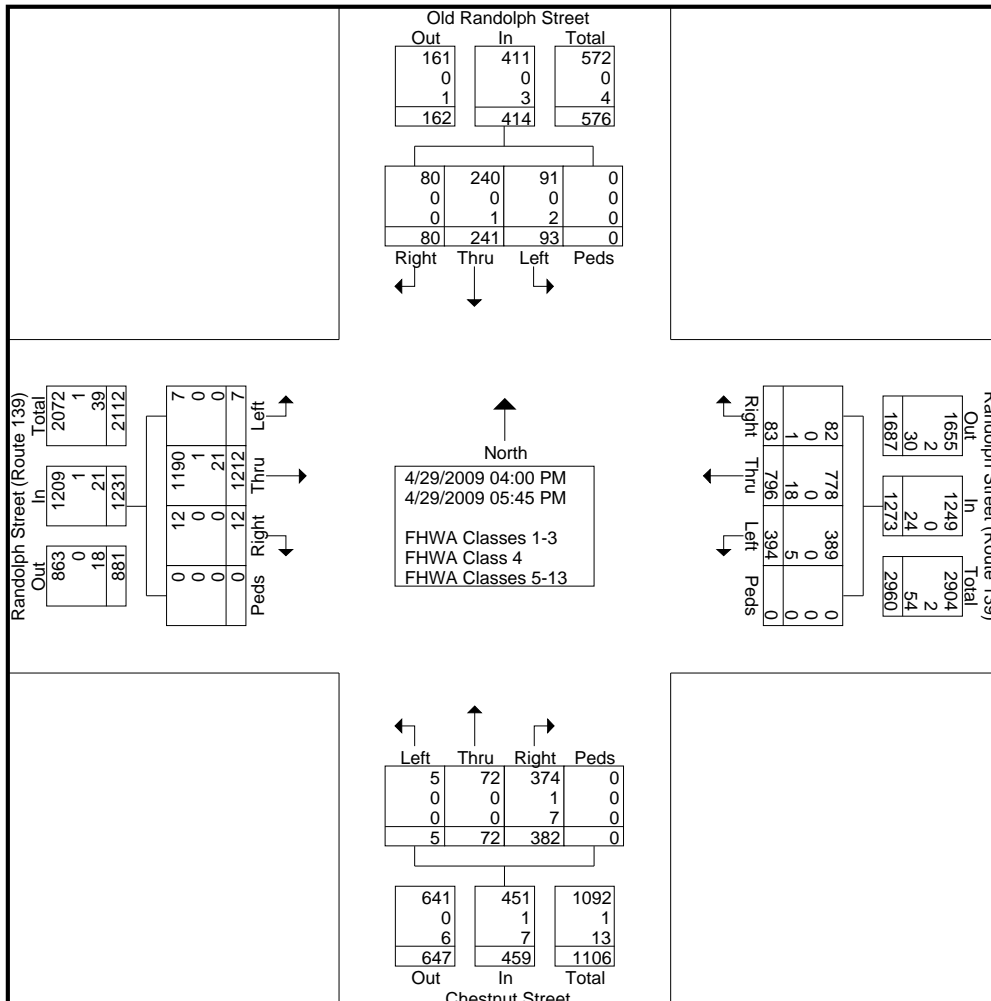 Old Randolph Street
Out In Total
161 411 572
0 0 0
1 3 4
162 414 576
80 240 91 0
0 0 0 0
0 1 2 0
80 241 93 0
Right Thru Left Peds
Randolph Street (Route 139)
Total In Out
2072 1209 863
1 1 0
39 21 18
2112 1231 881
7 1190 12 0
0 1 0 0
0 21 0 0
7 1212 12 0
Left Thru Right Peds
North
4/29/2009 04:00 PM
4/29/2009 05:45 PM
FHWA Classes 1-3
FHWA Class 4
FHWA Classes 5-13
Randolph Street (Route 139)
Out In Total
1655 1249 2904
2 0 2
30 24 54
1687 1273 2960
82 778 389 0
0 0 0 0
1 18 5 0
83 796 394 0
Right Thru Left Peds
Left Thru Right Peds
5 72 374 0
0 0 1 0
0 0 7 0
5 72 382 0
641 451 1092
0 1 1
6 7 13
647 459 1106
Out In Total
Chestnut Street